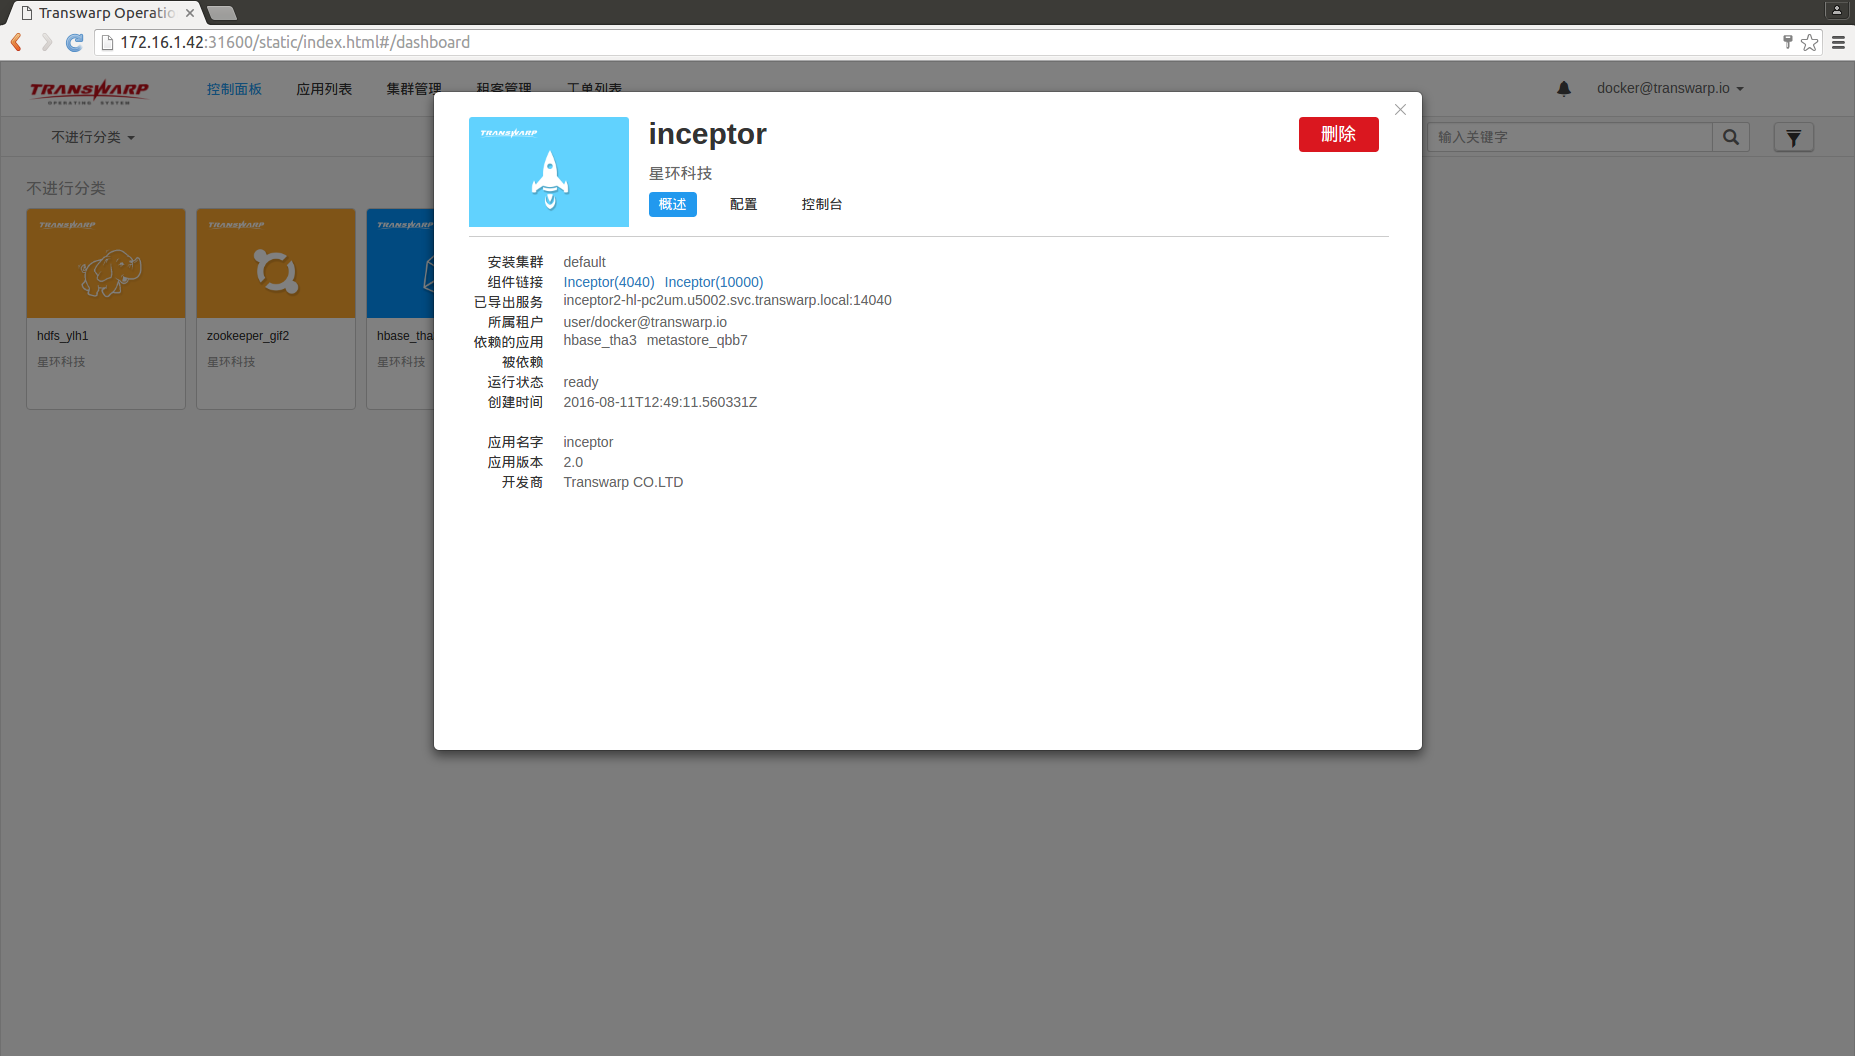 Transwarp Operatio
172.16.1.42:31600/static/index.html#/dashboard
TRANSWARP
OPERATING SYSTEM
控制面板 应用列表 集群管理 租客管理 工单列表
docker@transwarp.io
不进行分类
输入关键字
不进行分类
TRANSWARP
hdfs_ylh1
星环科技
TRANSWARP
zookeeper_gif2
星环科技
TRANSWARP
hbase_tha
星环科技
TRANSWARP
inceptor
删除
星环科技
概述 配置 控制台
安装集群 default
组件链接 Inceptor(4040) Inceptor(10000)
已导出服务 inceptor2-hl-pc2um.u5002.svc.transwarp.local:14040
所属租户 user/docker@transwarp.io
依赖的应用 hbase_tha3 metastore_qbb7
被依赖
运行状态 ready
创建时间 2016-08-11T12:49:11.560331Z
应用名字 inceptor
应用版本 2.0
开发商 Transwarp CO.LTD